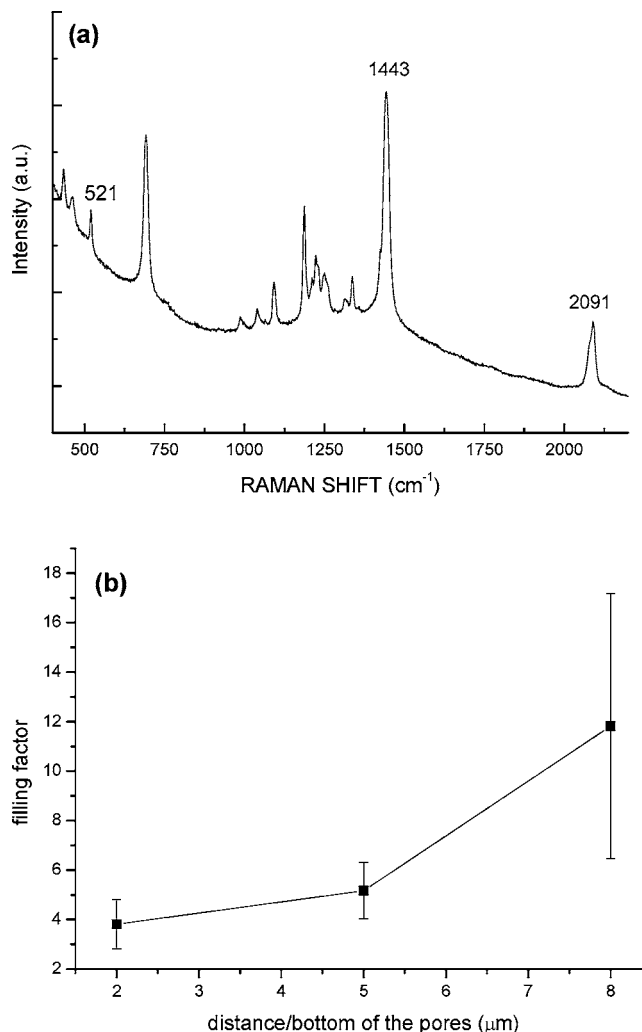 (a)
1443
521
2091
Intensity (a.u.)
500 750 1000 1250 1500 1750 2000
RAMAN SHIFT (cm⁻¹)
(b)
18
16
14
12
10
8
6
4
2
filling factor
2 3 4 5 6 7 8
distance/bottom of the pores (μm)